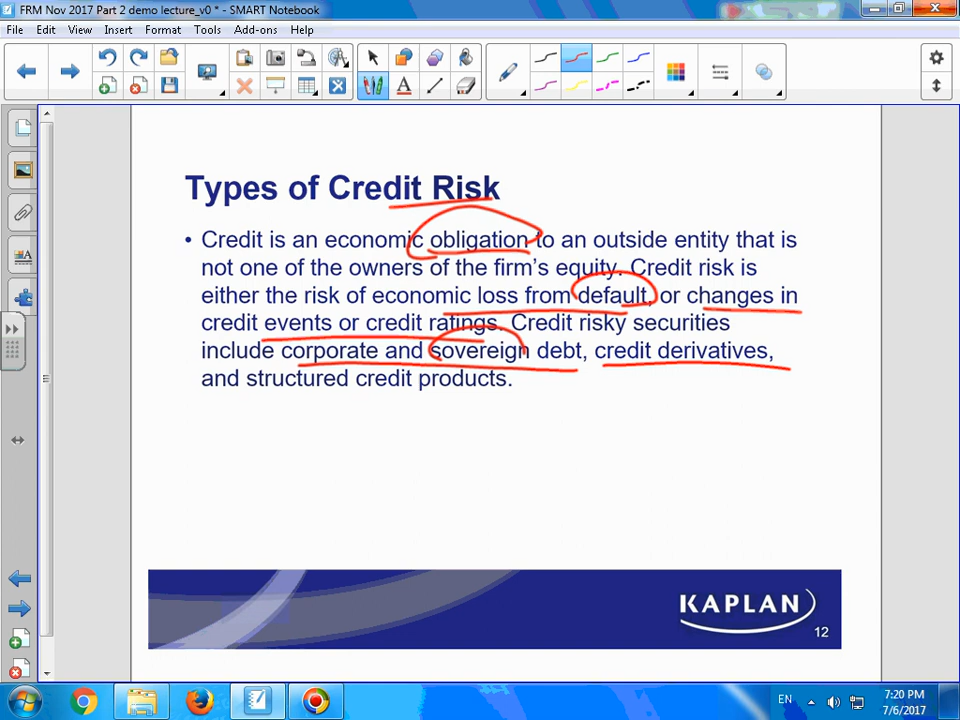 FRM Nov 2017 Part 2 demo lecture_v0 * - SMART Notebook
File Edit View Insert Format Tools Add-ons Help
Types of Credit Risk
• Credit is an economic obligation to an outside entity that is
not one of the owners of the firm's equity. Credit risk is
either the risk of economic loss from default, or changes in
credit events or credit ratings. Credit risky securities
include corporate and sovereign debt, credit derivatives,
and structured credit products.
KAPLAN
12
EN
7:20 PM
7/6/2017